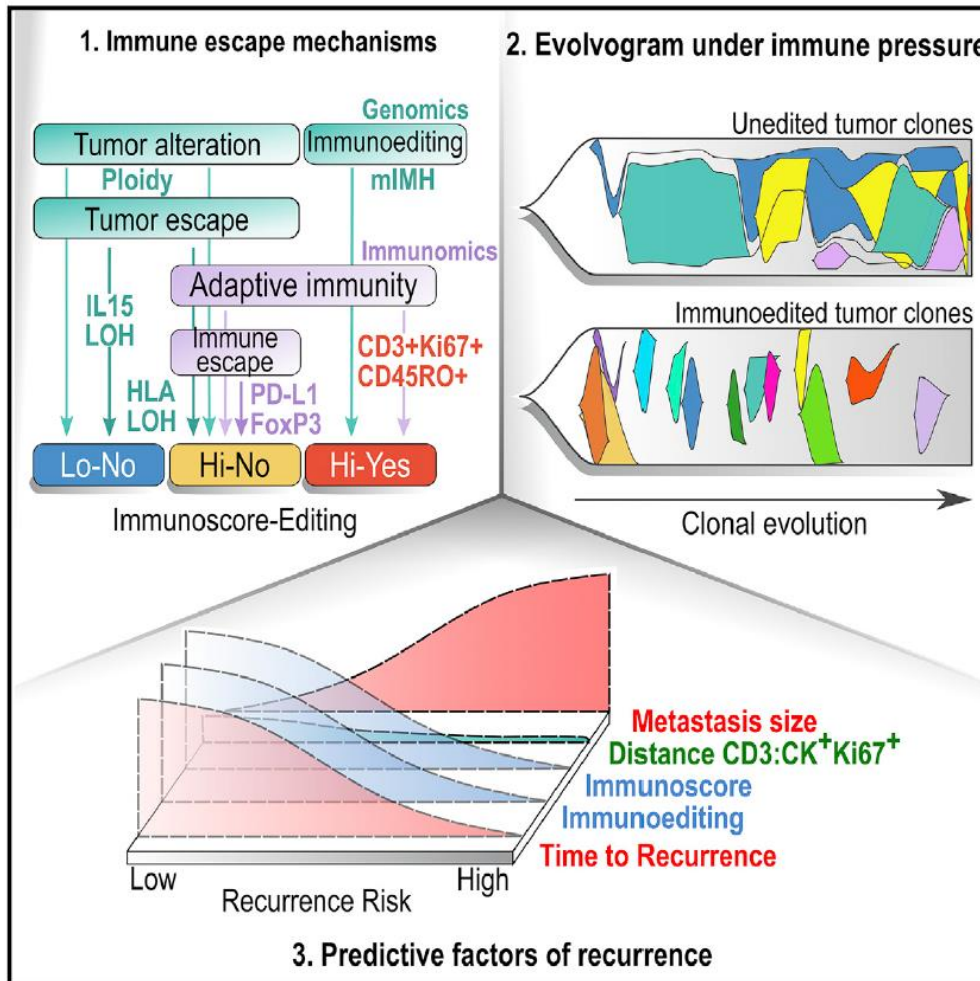 1. Immune escape mechanisms
Genomics
Tumor alteration
Immunoediting
Ploidy
mIMH
Tumor escape
Immunomics
Adaptive immunity
IL15
LOH
Immune
escape
CD3+Ki67+
CD45RO+
HLA
LOH
PD-L1
FoxP3
Lo-No
Hi-No
Hi-Yes
Immunoscore-Editing
2. Evolvogram under immune pressure
Unedited tumor clones
Immunoedited tumor clones
Clonal evolution
Metastasis size
Distance CD3:CK⁺Ki67⁺
Immunoscore
Immunoediting
Time to Recurrence
Low
High
Recurrence Risk
3. Predictive factors of recurrence